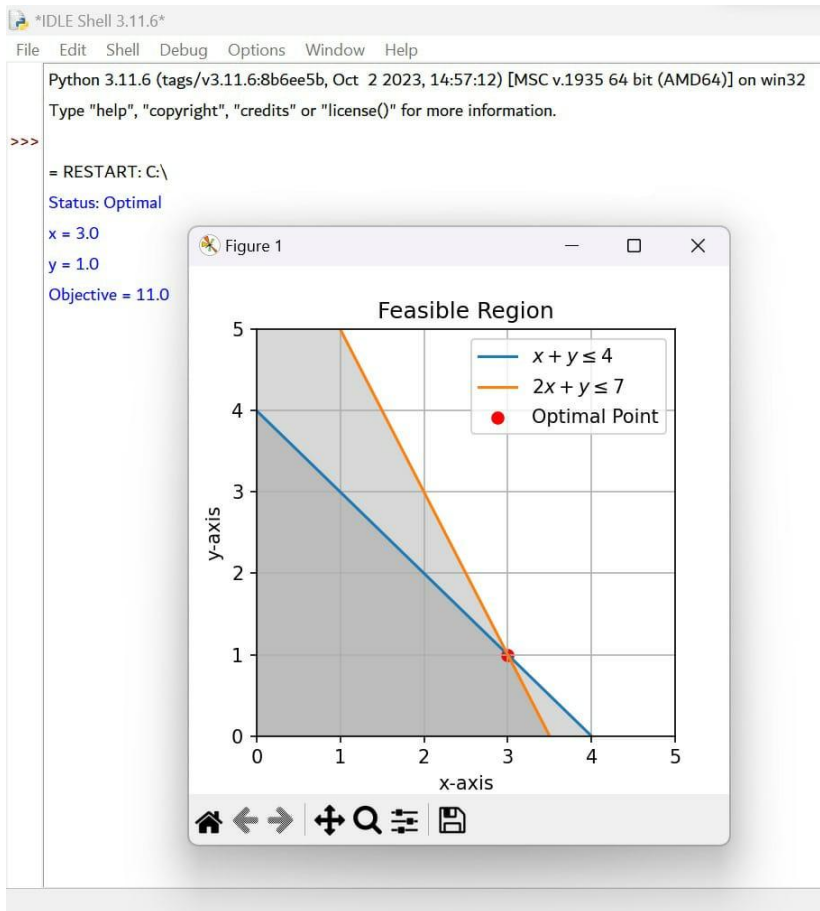 *IDLE Shell 3.11.6*
File Edit Shell Debug Options Window Help
Python 3.11.6 (tags/v3.11.6:8b6ee5b, Oct  2 2023, 14:57:12) [MSC v.1935 64 bit (AMD64)] on win32
Type "help", "copyright", "credits" or "license()" for more information.
>>>
= RESTART: C:\
Status: Optimal
x = 3.0
y = 1.0
Objective = 11.0
Figure 1
Feasible Region
x + y ≤ 4
2x + y ≤ 7
Optimal Point
5
4
3
2
1
0
y-axis
0 1 2 3 4 5
x-axis